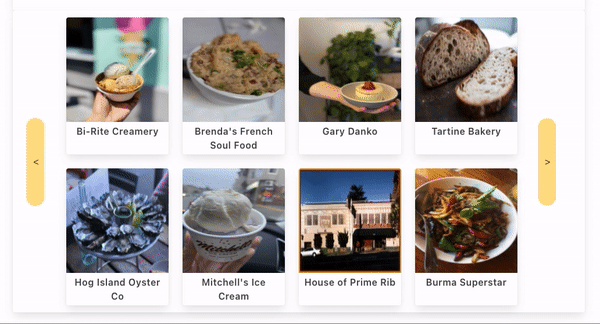 Bi-Rite Creamery
Brenda's French
Soul Food
Gary Danko
Tartine Bakery
<
>
Hog Island Oyster
Co
Mitchell's Ice
Cream
House of Prime Rib
Burma Superstar
Mitchell's